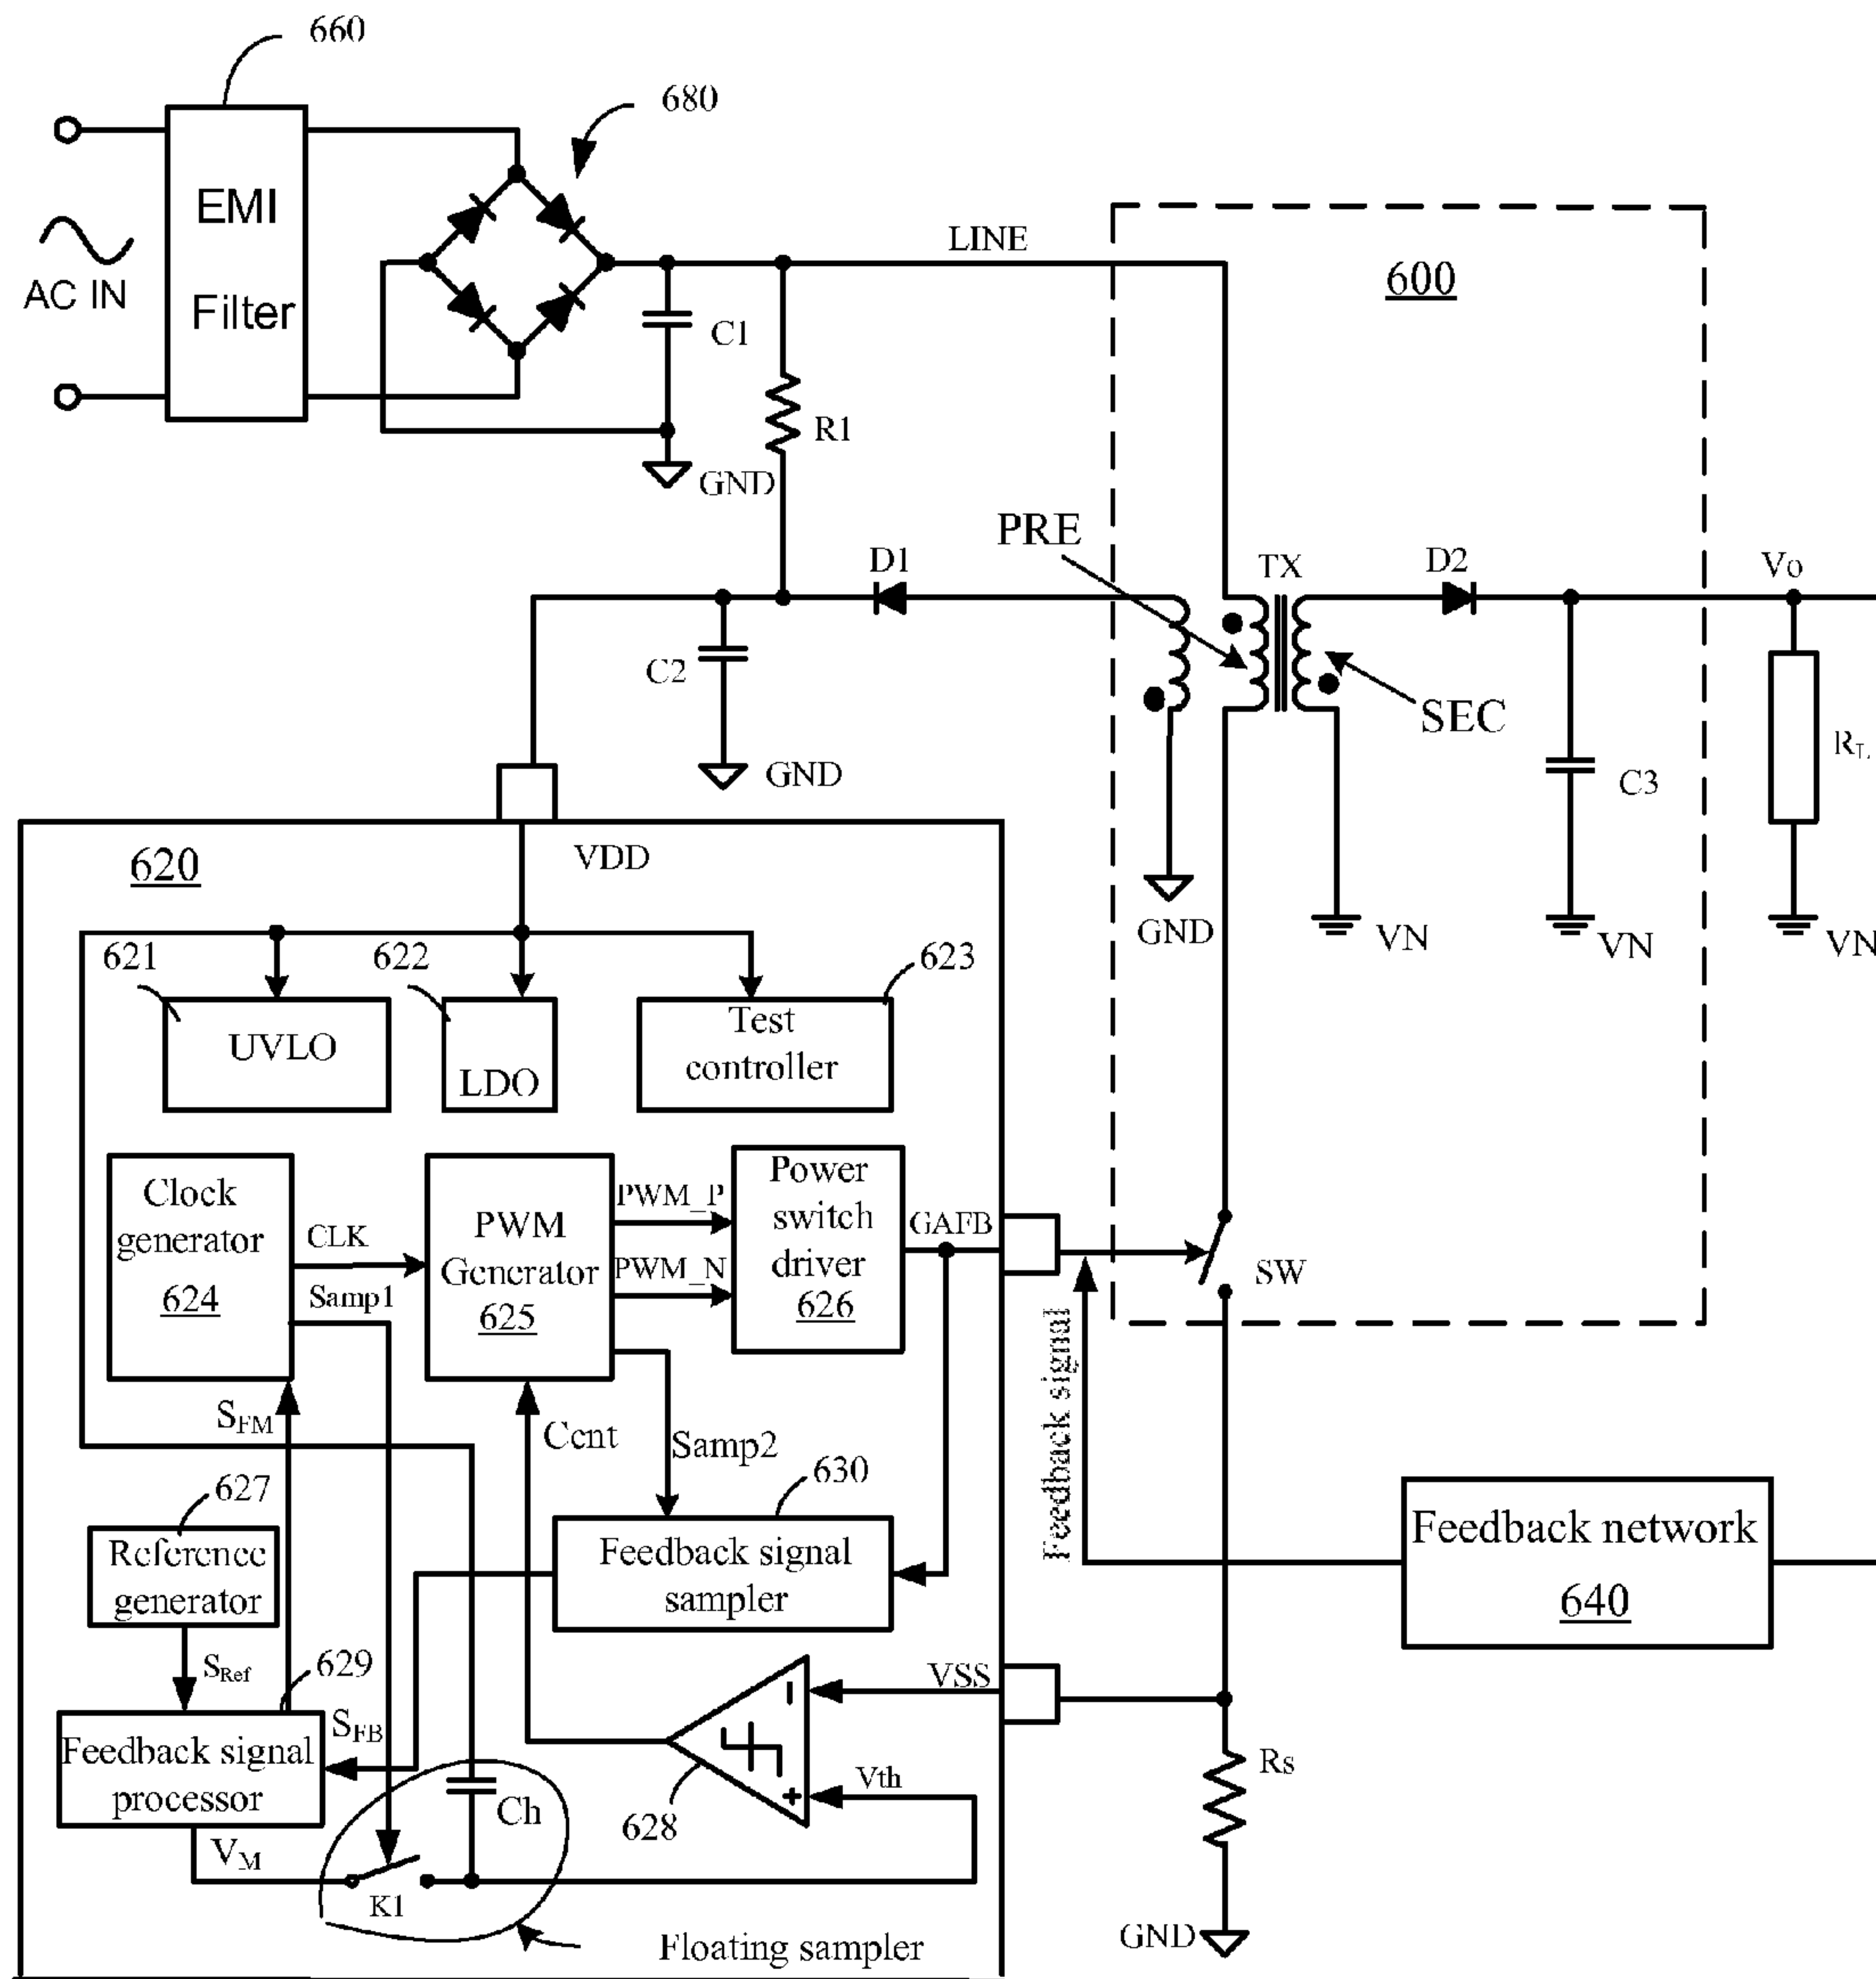 660
680
EMI
Filter
AC IN
LINE
600
C1
R1
GND
PRE
D1
TX
D2
Vo
C2
SEC
GND
C3
RL
620
VDD
GND
VN
VN
VN
621
622
623
UVLO
LDO
Test
controller
Clock
generator
624
CLK
Samp1
PWM
Generator
625
PWM_P
PWM_N
Power
switch
driver
626
GAFB
SW
Feedback signal
SFM
Ccnt
Samp2
630
627
Reference
generator
Feedback signal
sampler
Feedback network
640
SRef
629
VSS
SFB
Feedback signal
processor
Rs
Vth
Ch
628
VM
K1
GND
Floating sampler